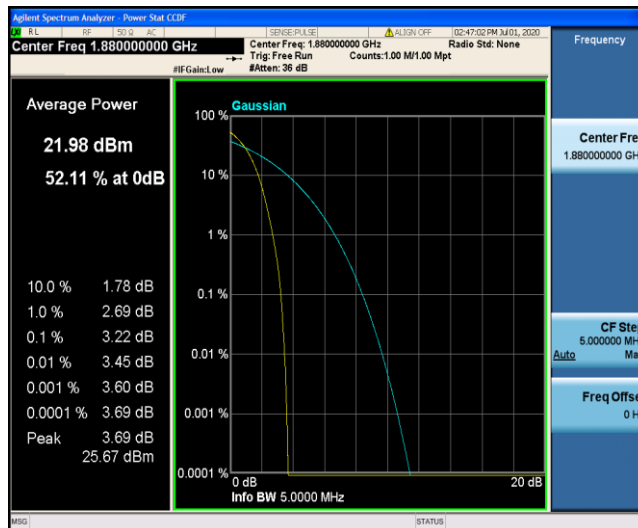 Agilent Spectrum Analyzer - Power Stat CCDF
RL RF 50 Ω AC SENSE:PULSE ALIGN OFF 02:47:02 PM Jul 01, 2020
Center Freq 1.880000000 GHz
Center Freq: 1.880000000 GHz Radio Std: None
Trig: Free Run Counts:1.00 M/1.00 Mpt
#IFGain:Low #Atten: 36 dB
Frequency
Average Power
21.98 dBm
52.11 % at 0dB
10.0 % 1.78 dB
1.0 % 2.69 dB
0.1 % 3.22 dB
0.01 % 3.45 dB
0.001 % 3.60 dB
0.0001 % 3.69 dB
Peak 3.69 dB
25.67 dBm
Gaussian
100 %
10 %
1 %
0.1 %
0.01 %
0.001 %
0.0001 %
0 dB 20 dB
Info BW 5.0000 MHz
Center Fre
1.880000000 GH
CF Ste
5.000000 MH
Auto Ma
Freq Offse
0 H
MSG STATUS